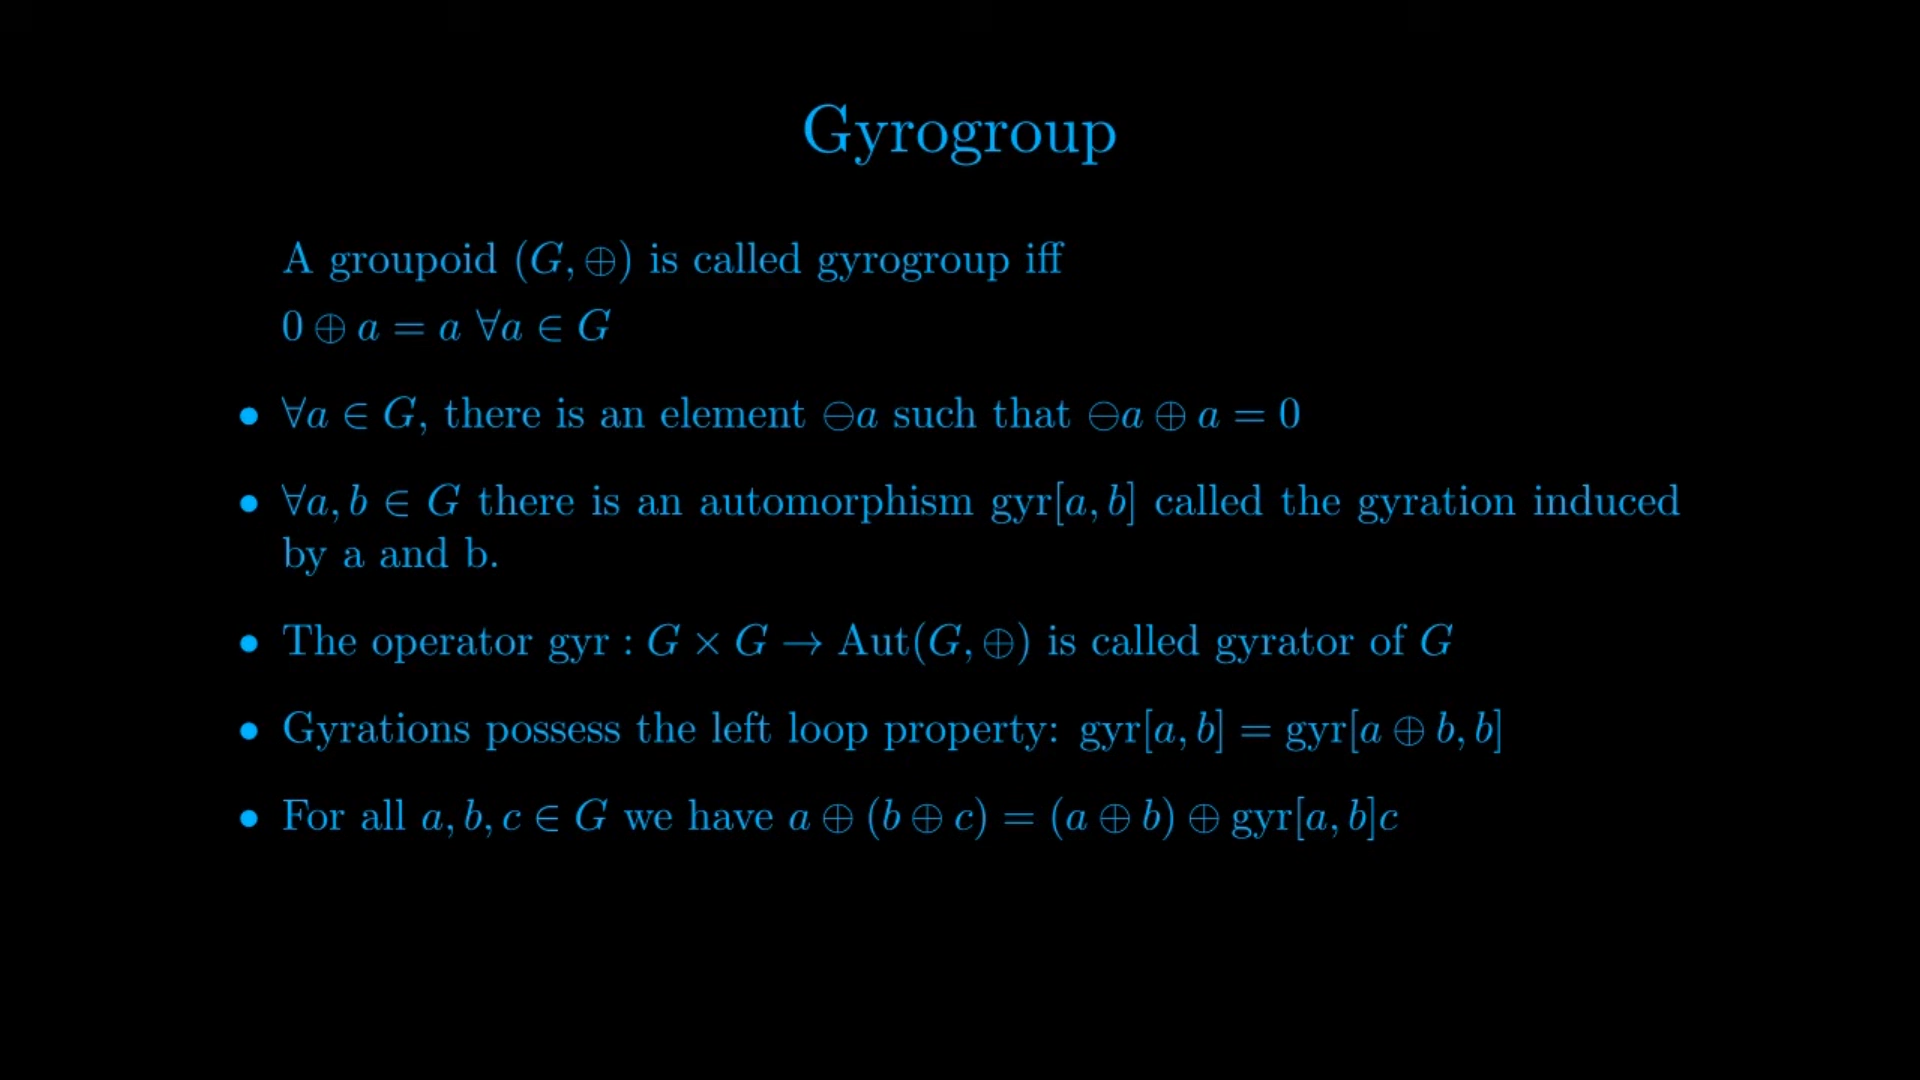 Gyrogroup
A groupoid (G, ⊕) is called gyrogroup iff
0 ⊕ a = a ∀a ∈ G
• ∀a ∈ G, there is an element ⊖a such that ⊖a ⊕ a = 0
• ∀a, b ∈ G there is an automorphism gyr[a, b] called the gyration induced
by a and b.
• The operator gyr : G × G → Aut(G, ⊕) is called gyrator of G
• Gyrations possess the left loop property: gyr[a, b] = gyr[a ⊕ b, b]
• For all a, b, c ∈ G we have a ⊕ (b ⊕ c) = (a ⊕ b) ⊕ gyr[a, b]c